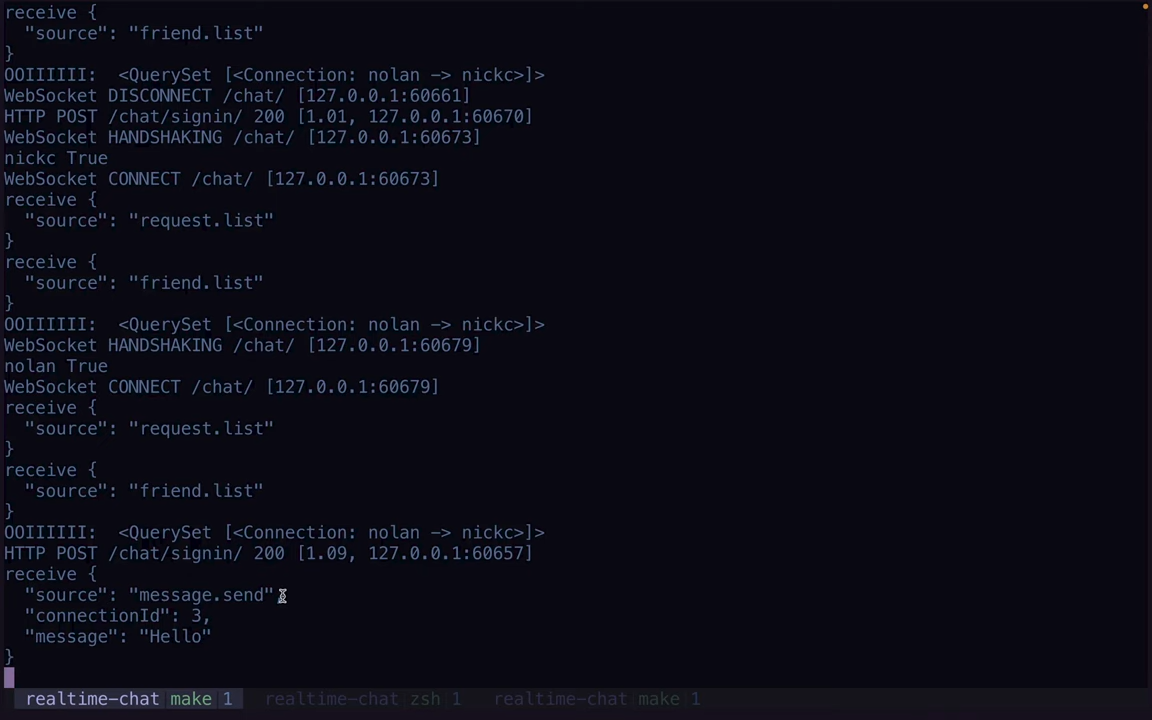 receive {
  "source": "friend.list"
}
OOIIIIII:  <QuerySet [<Connection: nolan -> nickc>]>
WebSocket DISCONNECT /chat/ [127.0.0.1:60661]
HTTP POST /chat/signin/ 200 [1.01, 127.0.0.1:60670]
WebSocket HANDSHAKING /chat/ [127.0.0.1:60673]
nickc True
WebSocket CONNECT /chat/ [127.0.0.1:60673]
receive {
  "source": "request.list"
}
receive {
  "source": "friend.list"
}
OOIIIIII:  <QuerySet [<Connection: nolan -> nickc>]>
WebSocket HANDSHAKING /chat/ [127.0.0.1:60679]
nolan True
WebSocket CONNECT /chat/ [127.0.0.1:60679]
receive {
  "source": "request.list"
}
receive {
  "source": "friend.list"
}
OOIIIIII:  <QuerySet [<Connection: nolan -> nickc>]>
HTTP POST /chat/signin/ 200 [1.09, 127.0.0.1:60657]
receive {
  "source": "message.send"
  "connectionId": 3,
  "message": "Hello"
}
realtime-chat make 1 realtime-chat zsh 1 realtime-chat make 1